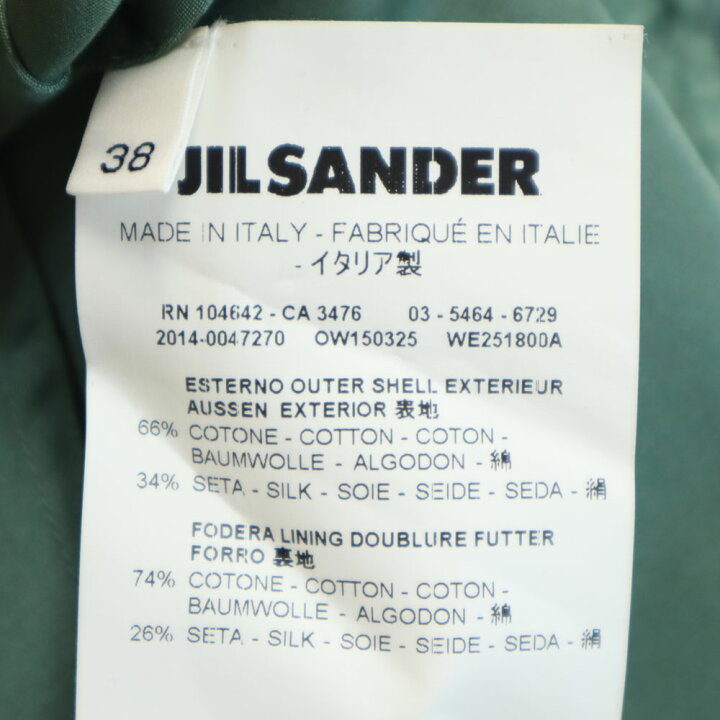 38
JIL SANDER
MADE IN ITALY - FABRIQUÉ EN ITALIE
- イタリア製
RN 104642 - CA 3476 03 - 5464 - 6729
2014-0047270 OW150325 WE251800A
ESTERNO OUTER SHELL EXTERIEUR
AUSSEN EXTERIOR 表地
66% COTONE - COTTON - COTON -
BAUMWOLLE - ALGODON - 綿
34% SETA - SILK - SOIE - SEIDE - SEDA - 絹
FODERA LINING DOUBLURE FUTTER
FORRO 裏地
74% COTONE - COTTON - COTON -
BAUMWOLLE - ALGODON - 綿
26% SETA - SILK - SOIE - SEIDE - SEDA - 絹